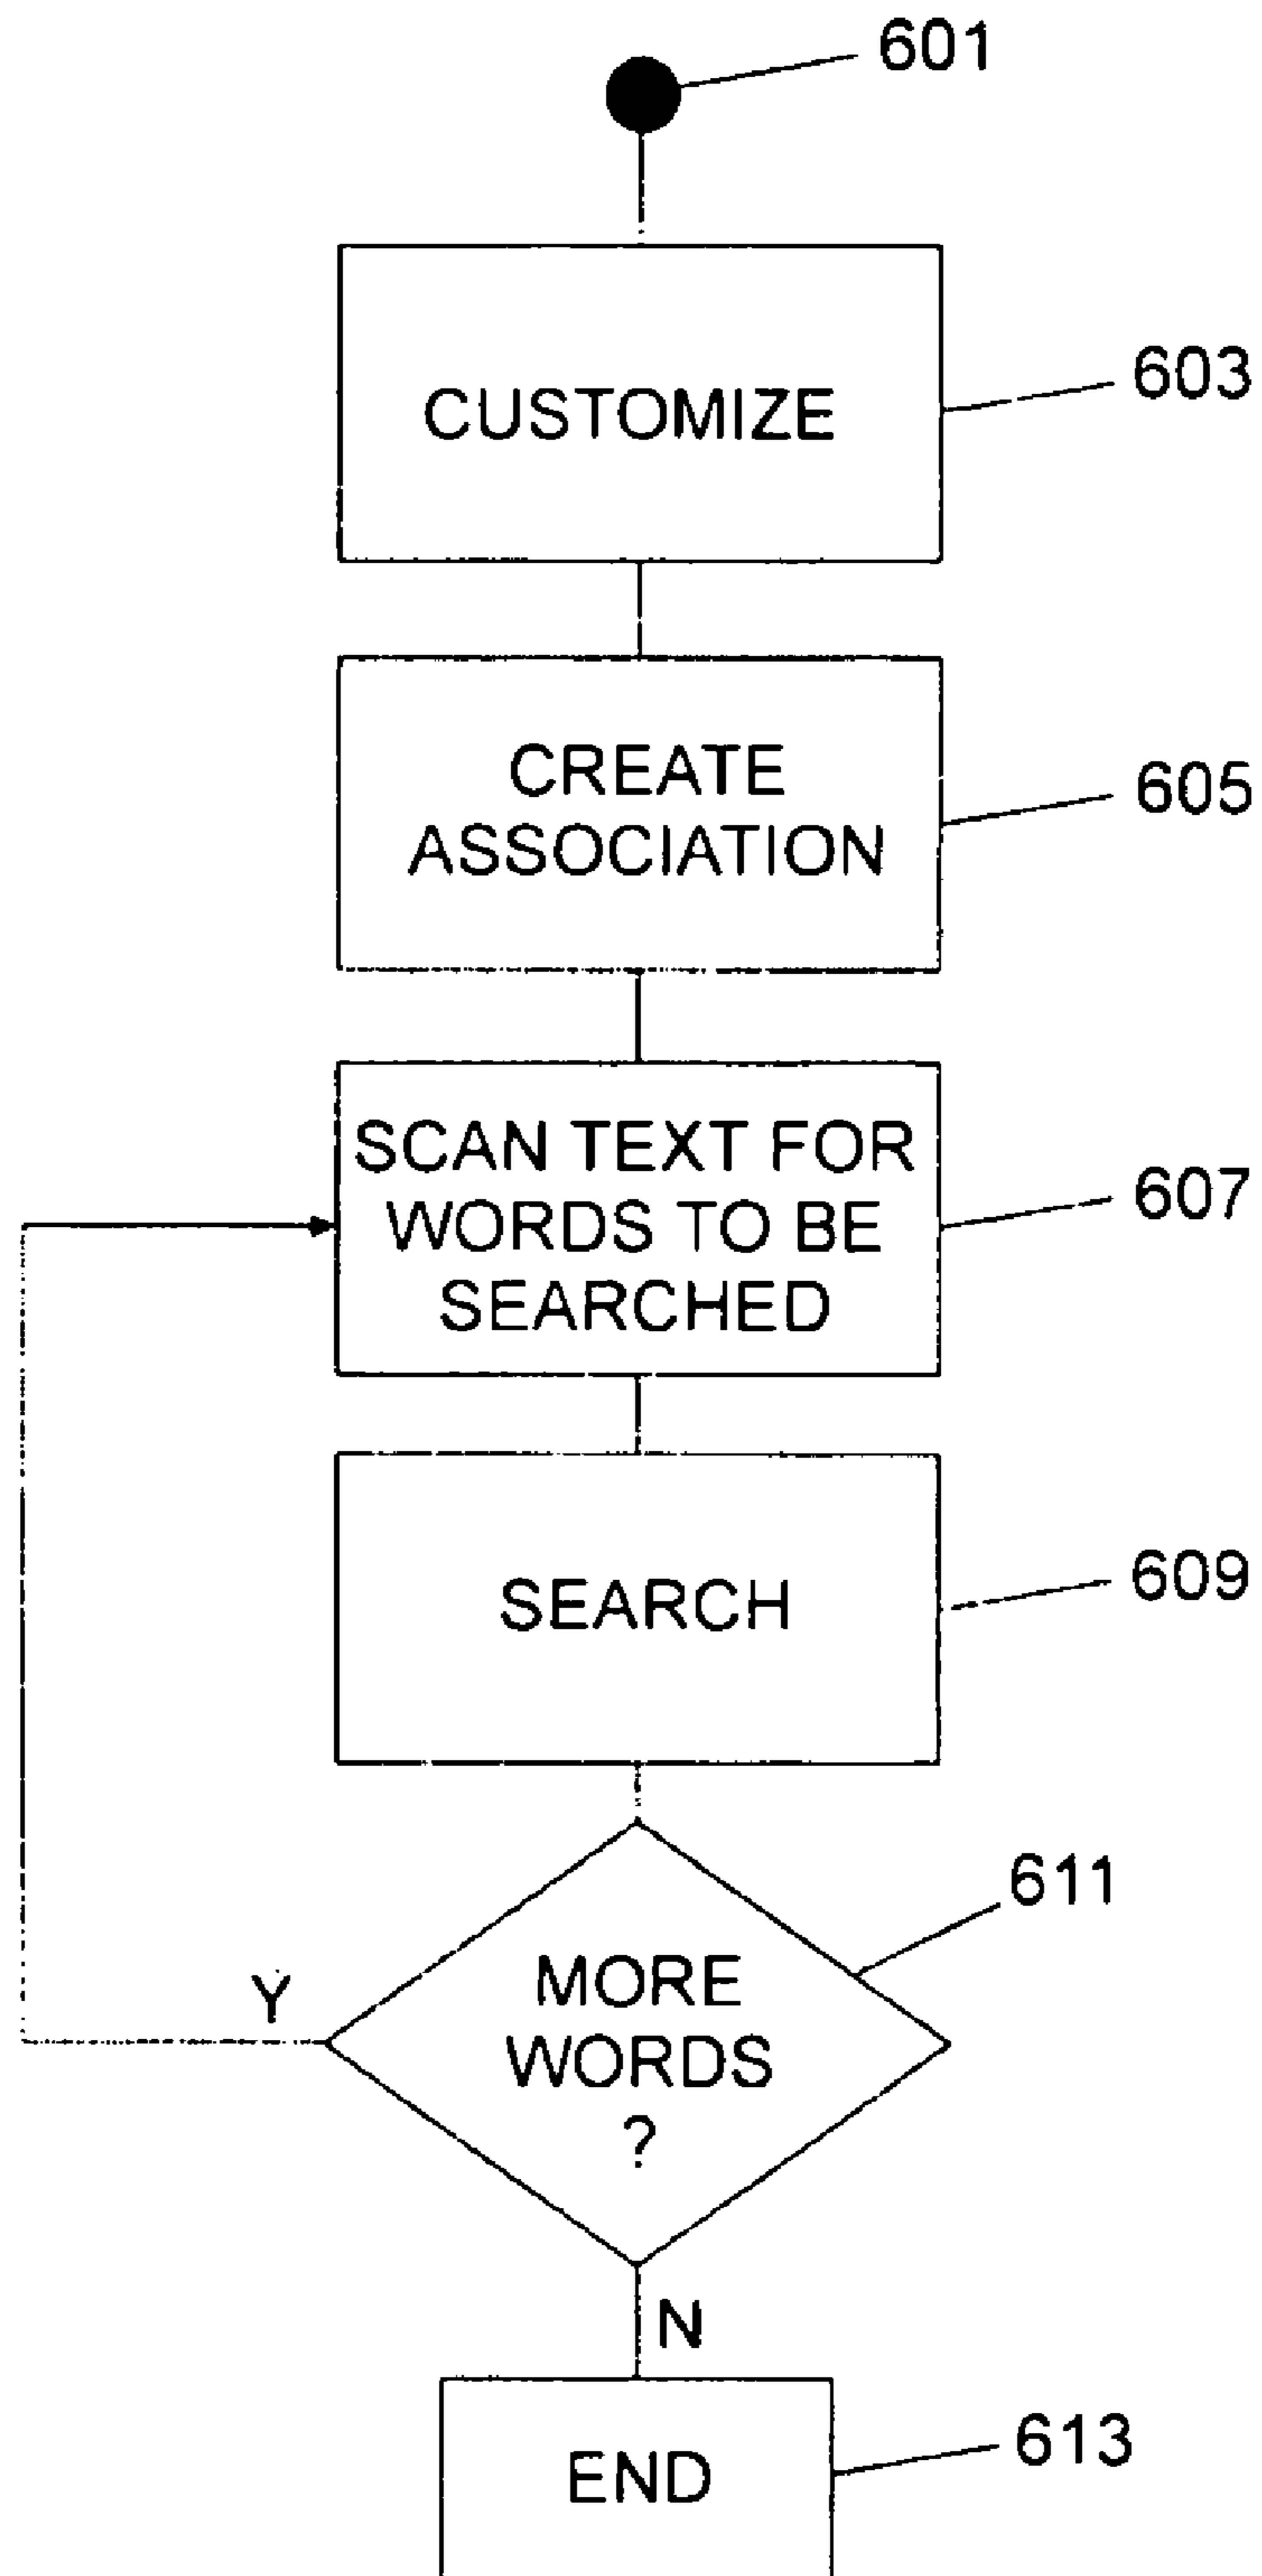 601
CUSTOMIZE
603
CREATE
ASSOCIATION
605
SCAN TEXT FOR
WORDS TO BE
SEARCHED
607
SEARCH
609
611
MORE
WORDS
?
Y
N
END
613